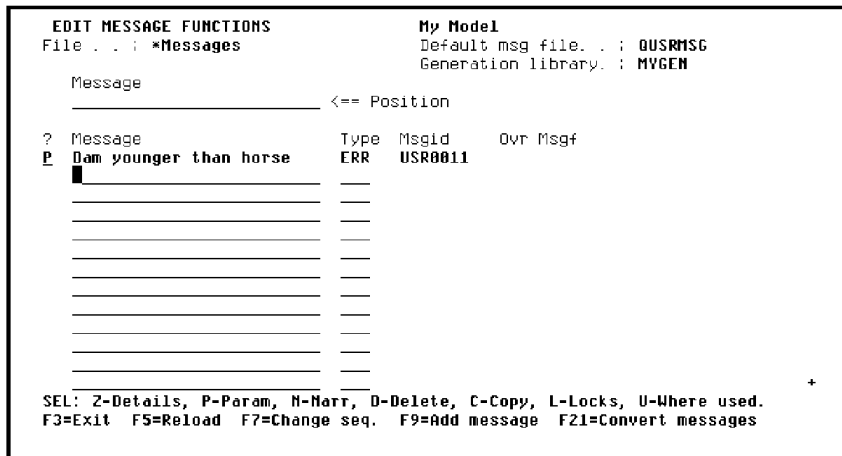 EDIT MESSAGE FUNCTIONS My Model
File . . : *Messages Default msg file. . : QUSRMSG
Generation library. : MYGEN
Message
<== Position
? Message Type Msgid Ovr Msgf
P Dam younger than horse ERR USR0011
+
SEL: Z-Details, P-Param, N-Narr, D-Delete, C-Copy, L-Locks, U-Where used.
F3=Exit F5=Reload F7=Change seq. F9=Add message F21=Convert messages